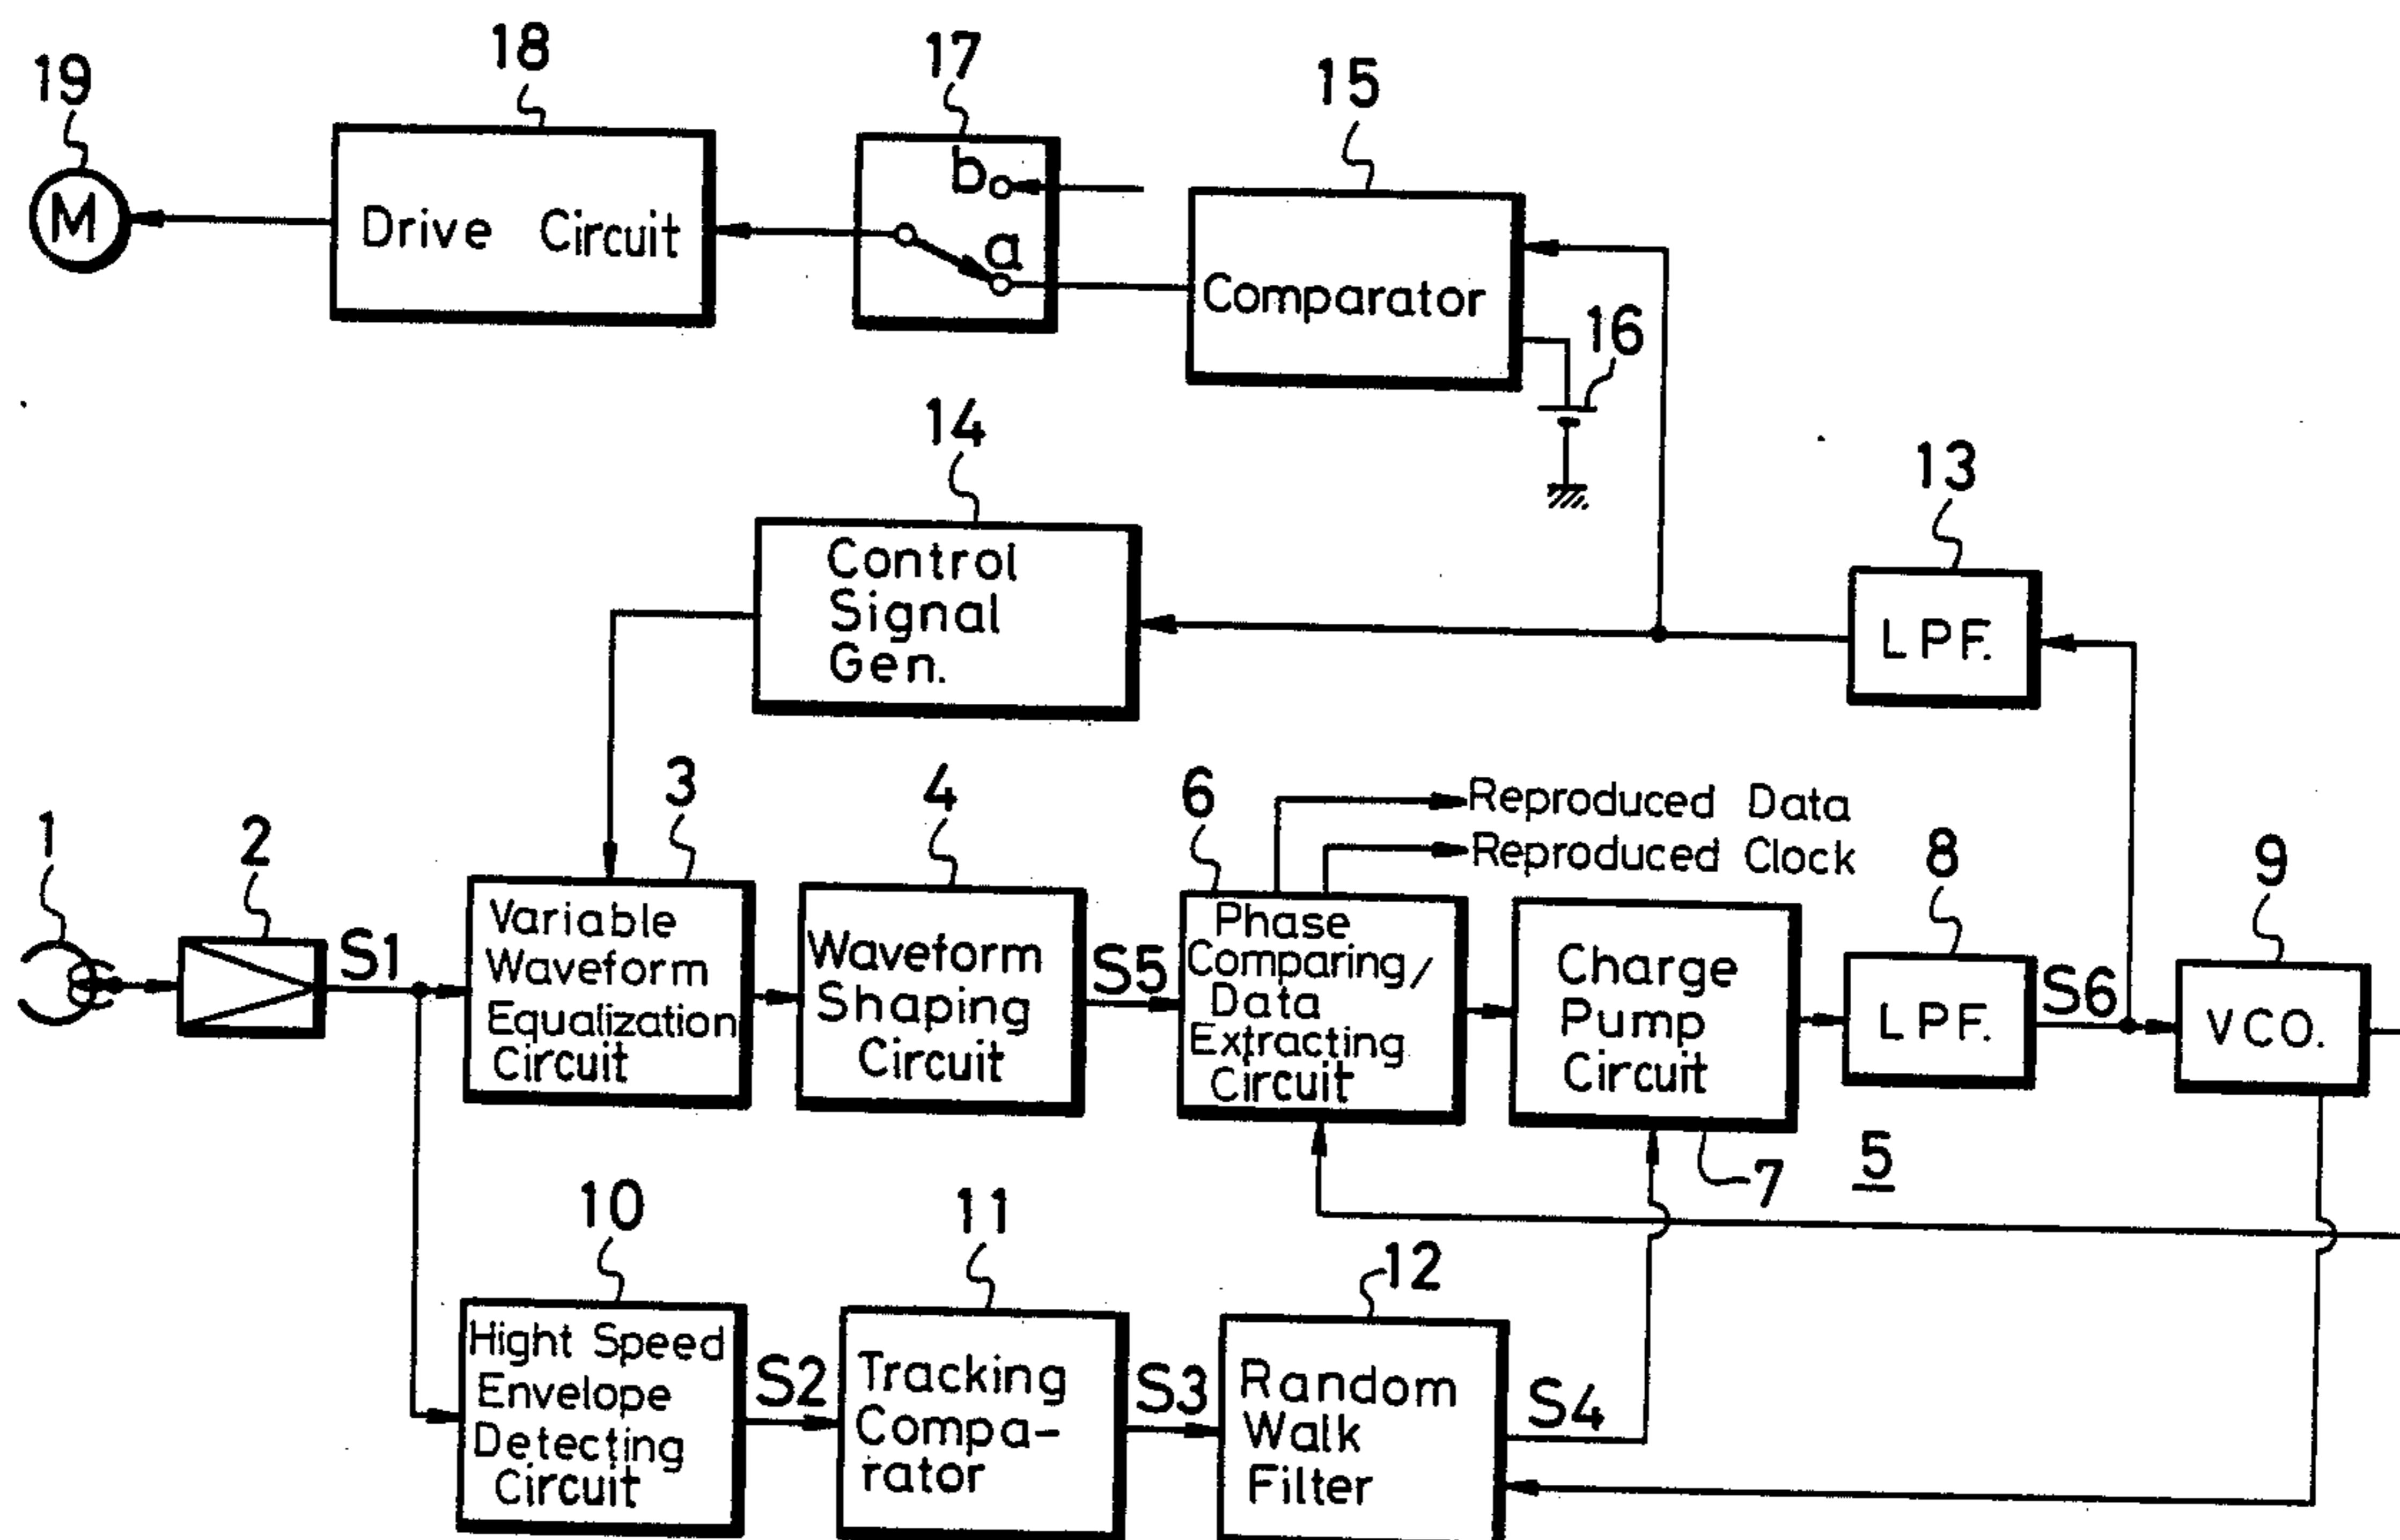 19
18
17
15
M
Drive Circuit
b
a
Comparator
16
14
13
Control
Signal
Gen.
LPF.
1
2
S1
3
4
6
Reproduced Data
Reproduced Clock
8
9
Variable
Waveform
Equalization
Circuit
Waveform
Shaping
Circuit
S5
Phase
Comparing/
Data
Extracting
Circuit
Charge
Pump
Circuit
LPF.
S6
VCO.
7
5
10
11
12
Hight Speed
Envelope
Detecting
Circuit
S2
Tracking
Compa-
rator
S3
Random
Walk
Filter
S4